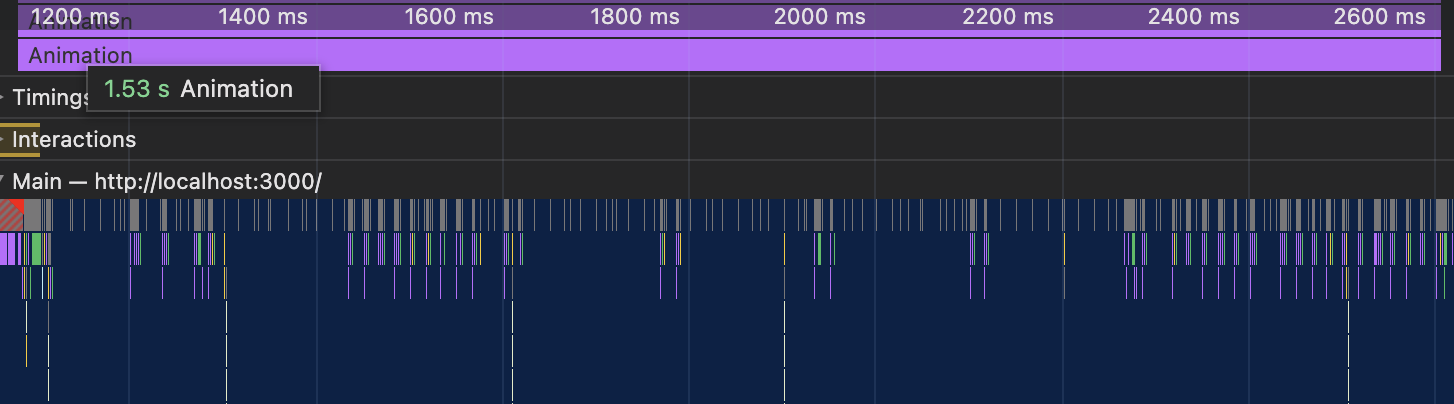 1200 ms 1400 ms 1600 ms 1800 ms 2000 ms 2200 ms 2400 ms 2600 ms
Animation
Animation
1.53 s Animation
Timings
Interactions
Main — http://localhost:3000/